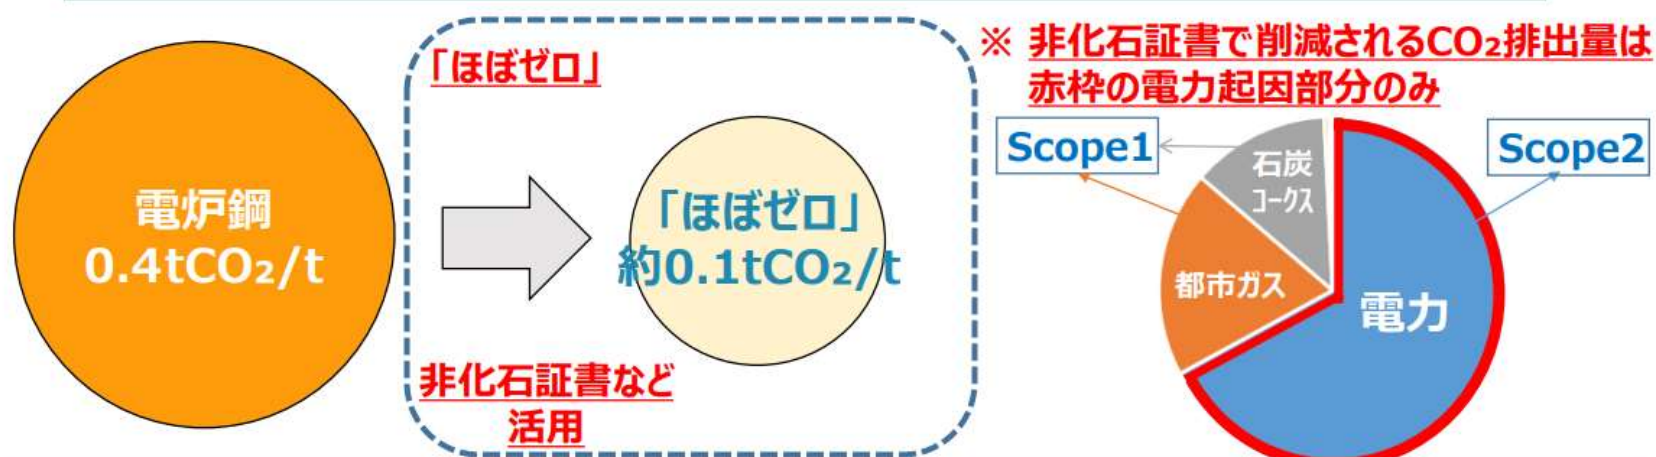 電炉鋼
0.4tCO₂/t
「ほぼゼロ」
「ほぼゼロ」
約0.1tCO₂/t
非化石証書など
活用
※ 非化石証書で削減されるCO₂排出量は
赤枠の電力起因部分のみ
Scope1
Scope2
石炭
コークス
都市ガス
電力